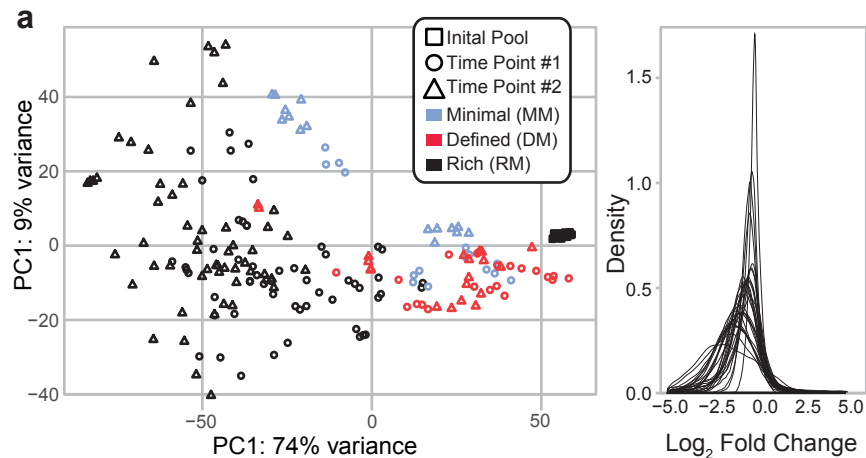 a
PC1: 9% variance
40
20
0
−20
−40
−50
0
50
PC1: 74% variance
Inital Pool
Time Point #1
Time Point #2
Minimal (MM)
Defined (DM)
Rich (RM)
Density
1.5
1.0
0.5
0.0
−5.0
−2.5
0.0
2.5
5.0
Log2 Fold Change